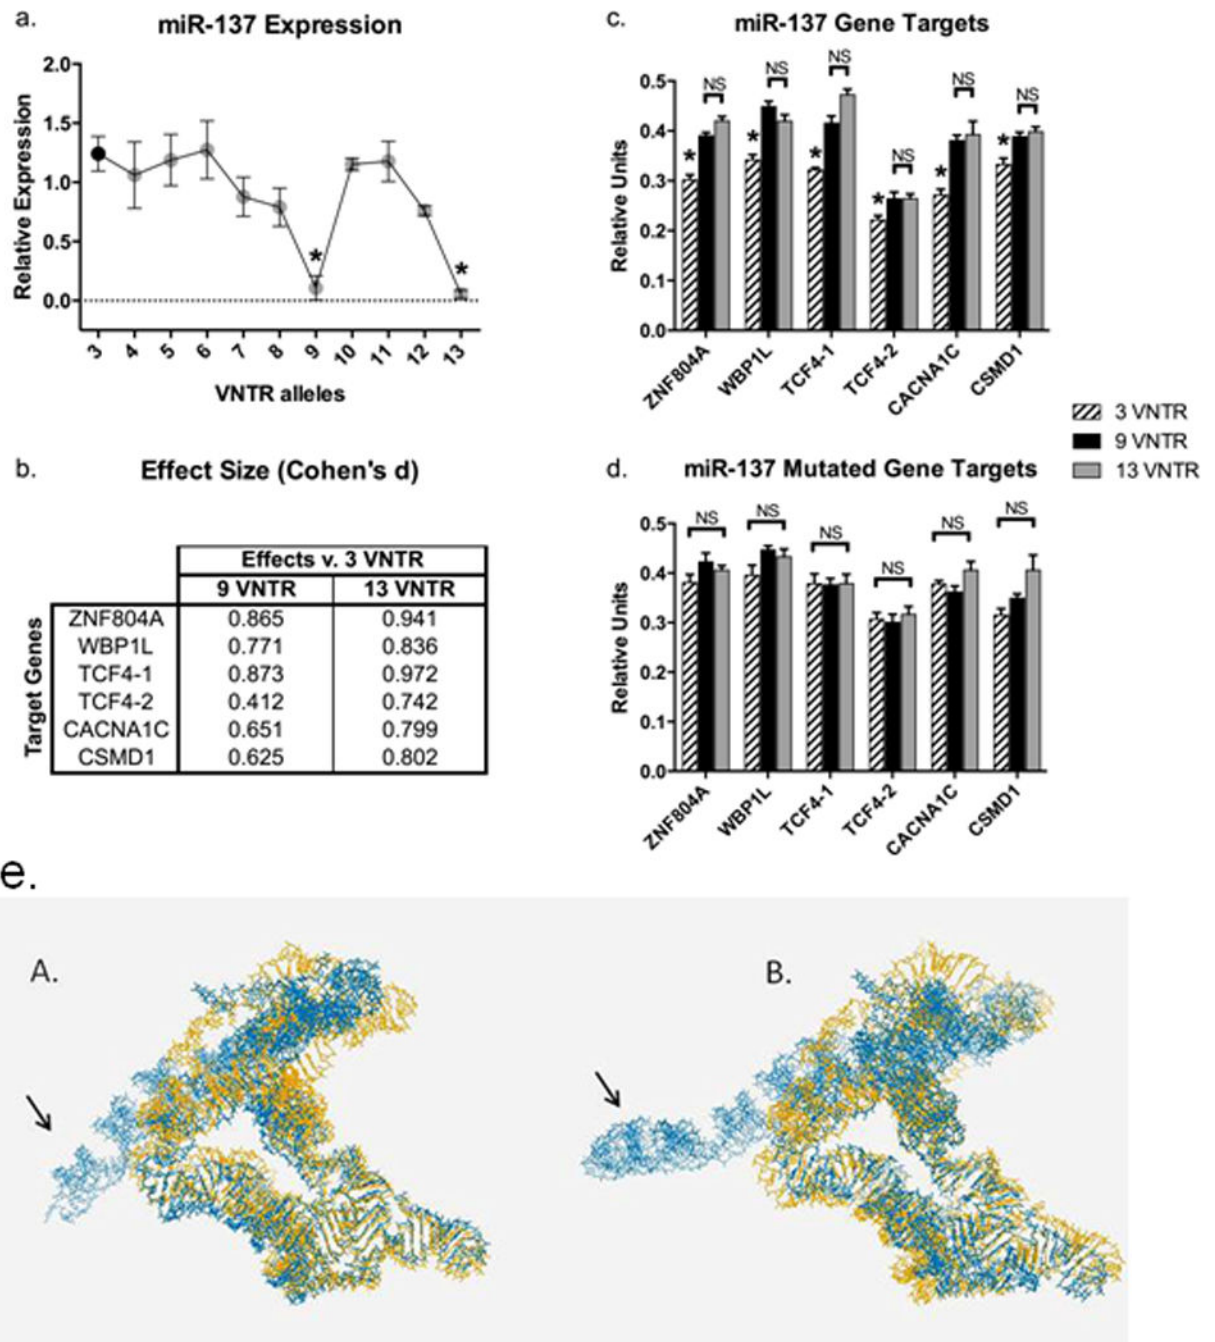 a.
miR-137 Expression
Relative Expression
2.0
1.5
1.0
0.5
0.0
*
*
3 4 5 6 7 8 9 10 11 12 13
VNTR alleles
b.
Effect Size (Cohen's d)
Effects v. 3 VNTR
9 VNTR 13 VNTR
Target Genes
ZNF804A 0.865 0.941
WBP1L 0.771 0.836
TCF4-1 0.873 0.972
TCF4-2 0.412 0.742
CACNA1C 0.651 0.799
CSMD1 0.625 0.802
c.
miR-137 Gene Targets
Relative Units
0.5
0.4
0.3
0.2
0.1
0.0
NS NS NS NS NS NS
* * * * * *
ZNF804A WBP1L TCF4-1 TCF4-2 CACNA1C CSMD1
3 VNTR
9 VNTR
13 VNTR
d.
miR-137 Mutated Gene Targets
Relative Units
0.5
0.4
0.3
0.2
0.1
0.0
NS NS NS NS NS NS
ZNF804A WBP1L TCF4-1 TCF4-2 CACNA1C CSMD1
e.
A. B.